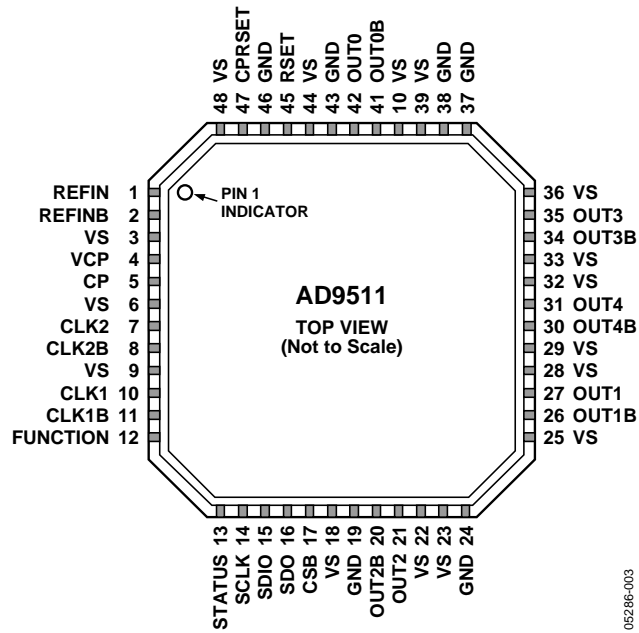 48 VS
47 CPRSET
46 GND
45 RSET
44 VS
43 GND
42 OUT0
41 OUT0B
10 VS
39 VS
38 GND
37 GND
REFIN 1
REFINB 2
VS 3
VCP 4
CP 5
VS 6
CLK2 7
CLK2B 8
VS 9
CLK1 10
CLK1B 11
FUNCTION 12
PIN 1
INDICATOR
AD9511
TOP VIEW
(Not to Scale)
36 VS
35 OUT3
34 OUT3B
33 VS
32 VS
31 OUT4
30 OUT4B
29 VS
28 VS
27 OUT1
26 OUT1B
25 VS
STATUS 13
SCLK 14
SDIO 15
SDO 16
CSB 17
VS 18
GND 19
OUT2B 20
OUT2 21
VS 22
VS 23
GND 24
05286-003